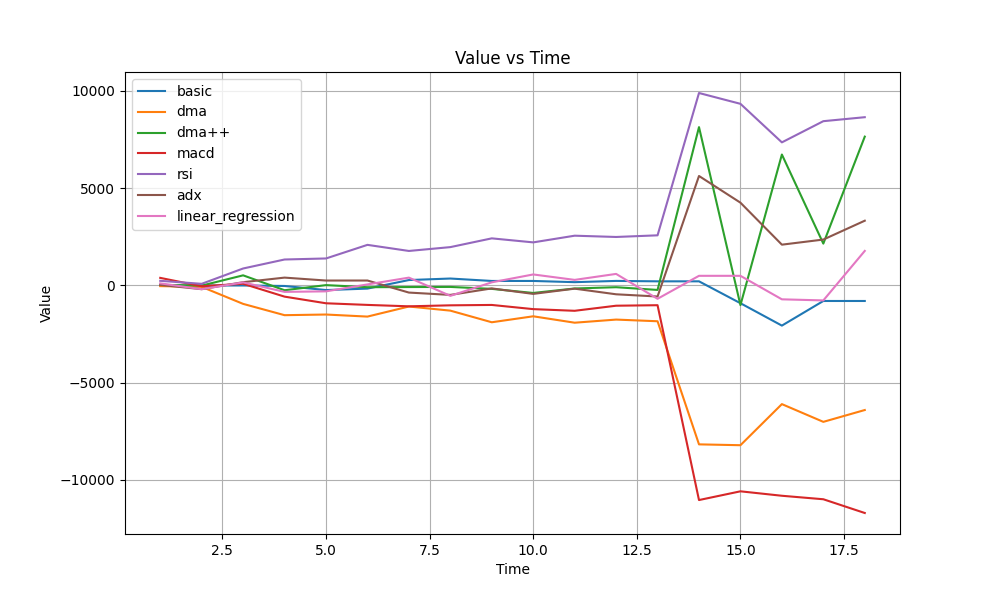 Value vs Time
basic
dma
dma++
macd
rsi
adx
linear_regression
10000
5000
0
−5000
−10000
Value
2.5 5.0 7.5 10.0 12.5 15.0 17.5
Time